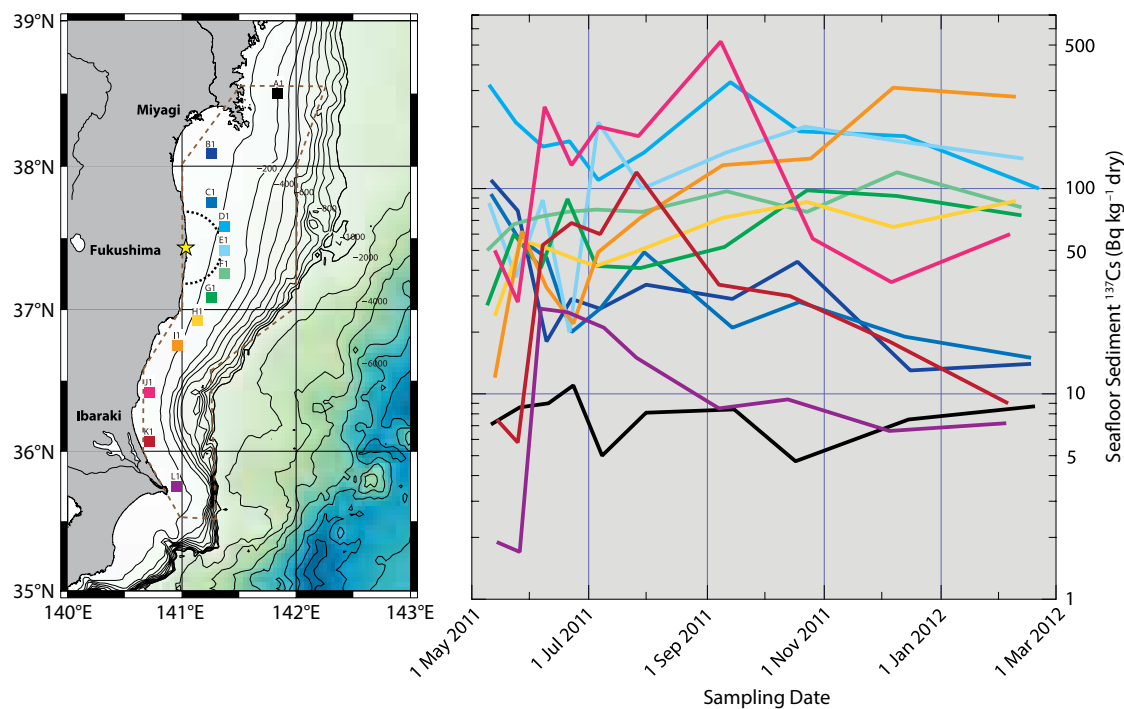 39°N
38°N
37°N
36°N
35°N
140°E
141°E
142°E
143°E
Miyagi
Fukushima
Ibaraki
A1
B1
C1
D1
E1
F1
G1
H1
I1
J1
K1
L1
−200
−400
−600
−800
−1000
−2000
−4000
−6000
500
100
50
10
5
1
Seafloor Sediment ¹³⁷Cs (Bq kg⁻¹ dry)
1 May 2011
1 Jul 2011
1 Sep 2011
1 Nov 2011
1 Jan 2012
1 Mar 2012
Sampling Date